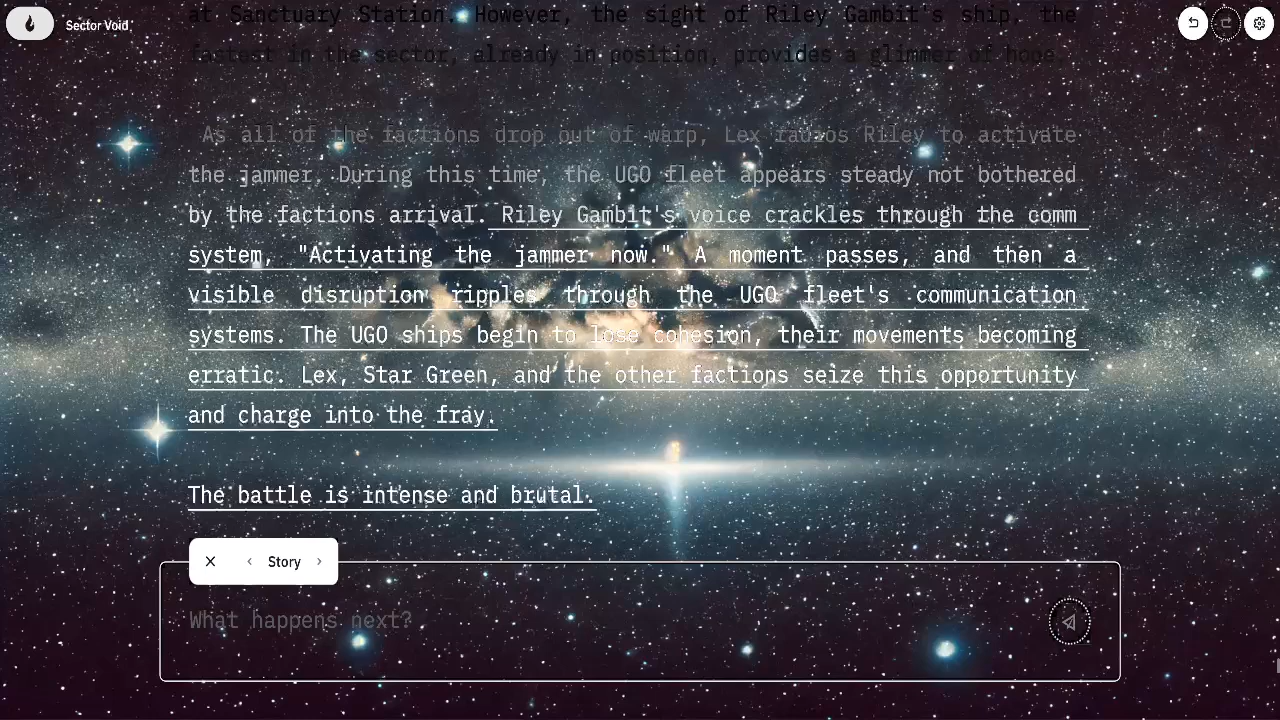 at Sanctuary Station. However, the sight of Riley Gambit's ship, the
Sector Void
fastest in the sector, already in position, provides a glimmer of hope.
As all of the factions drop out of warp, Lex radios Riley to activate
the jammer. During this time, the UGO fleet appears steady not bothered
by the factions arrival. Riley Gambit's voice crackles through the comm
system, "Activating the jammer now." A moment passes, and then a
visible disruption ripples through the UGO fleet's communication
systems. The UGO ships begin to lose cohesion, their movements becoming
erratic. Lex, Star Green, and the other factions seize this opportunity
and charge into the fray.
The battle is intense and brutal.
Story
What happens next?